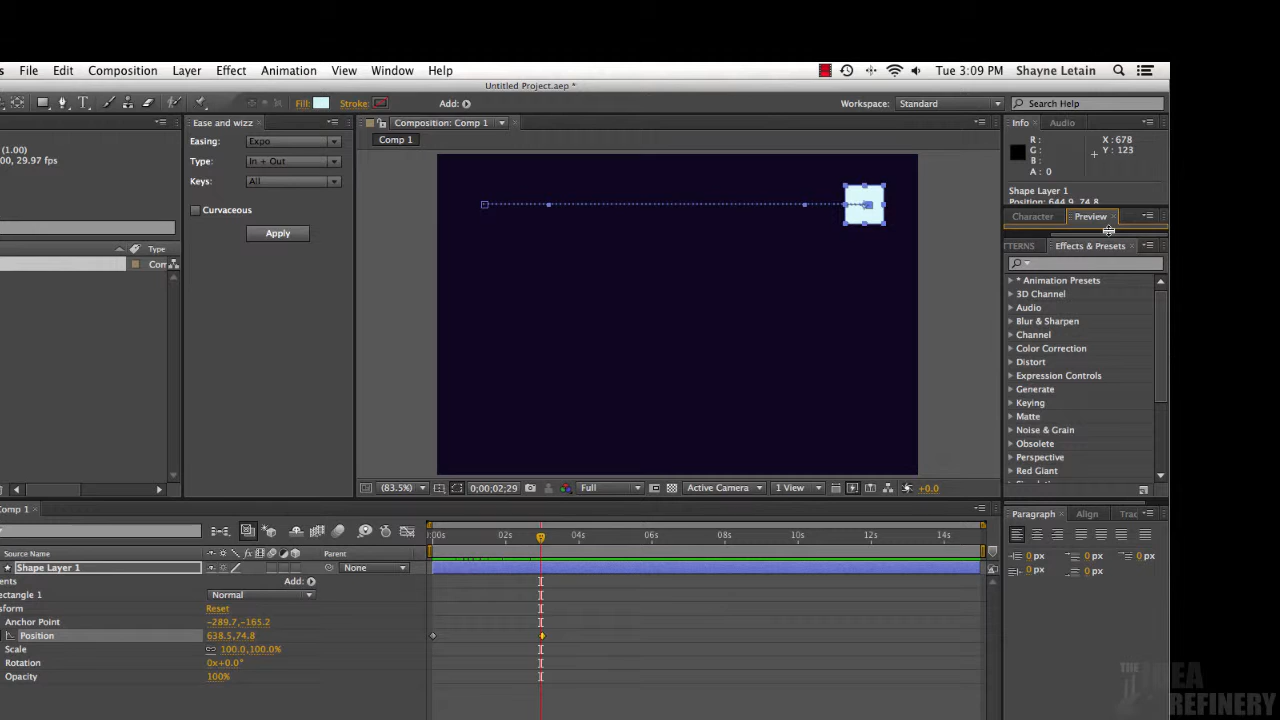 s File Edit Composition Layer Effect Animation View Window Help Tue 3:09 PM Shayne Letain
Untitled Project.aep *
Fill: Stroke: Add: Workspace: Standard Search Help
Ease and wizz Composition: Comp 1 Info Audio
Comp 1
(1.00)
00, 29.97 fps
Easing: Expo
Type: In + Out
Keys: All
Curvaceous
Apply
R :
G :
B :
A : 0
X : 678
Y : 123
Shape Layer 1
Position: 644.9, 74.8
Character Preview
TTERNS Effects & Presets
Type
Com
* Animation Presets
3D Channel
Audio
Blur & Sharpen
Channel
Color Correction
Distort
Expression Controls
Generate
Keying
Matte
Noise & Grain
Obsolete
Perspective
Red Giant
(83.5%) 0;00;02;29 Full Active Camera 1 View +0.0
Comp 1
Paragraph Align Trac
0 px 0 px 0 px
0 px 0 px
:00s 02s 04s 06s 08s 10s 12s 14s
Source Name Parent
Shape Layer 1 None
ents Add:
ectangle 1 Normal
sform Reset
Anchor Point -289.7,-165.2
Position 638.5,74.8
Scale 100.0,100.0%
Rotation 0x+0.0°
Opacity 100%
THE IDEA
REFINERY